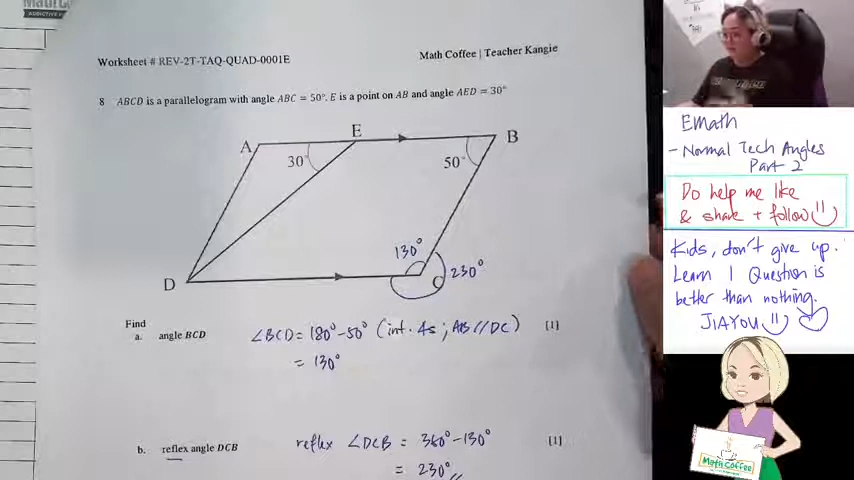 Worksheet # REV-2T-TAQ-QUAD-0001E
Math Coffee | Teacher Kangie
8 ABCD is a parallelogram with angle ABC = 50°. E is a point on AB and angle AED = 30°
A
E
B
30°
50°
130°
230°
D
Find
a. angle BCD
∠BCD = 180° - 50° (int. ∠s ; AB // DC)
[1]
= 130°
b. reflex angle DCB
reflex ∠DCB = 360° - 130°
[1]
= 230° //
EMath
- Normal Tech Angles
Part 2
Do help me like
& share + follow
Kids, don't give up.
Learn 1 Question is
better than nothing.
JIAYOU
Math Coffee